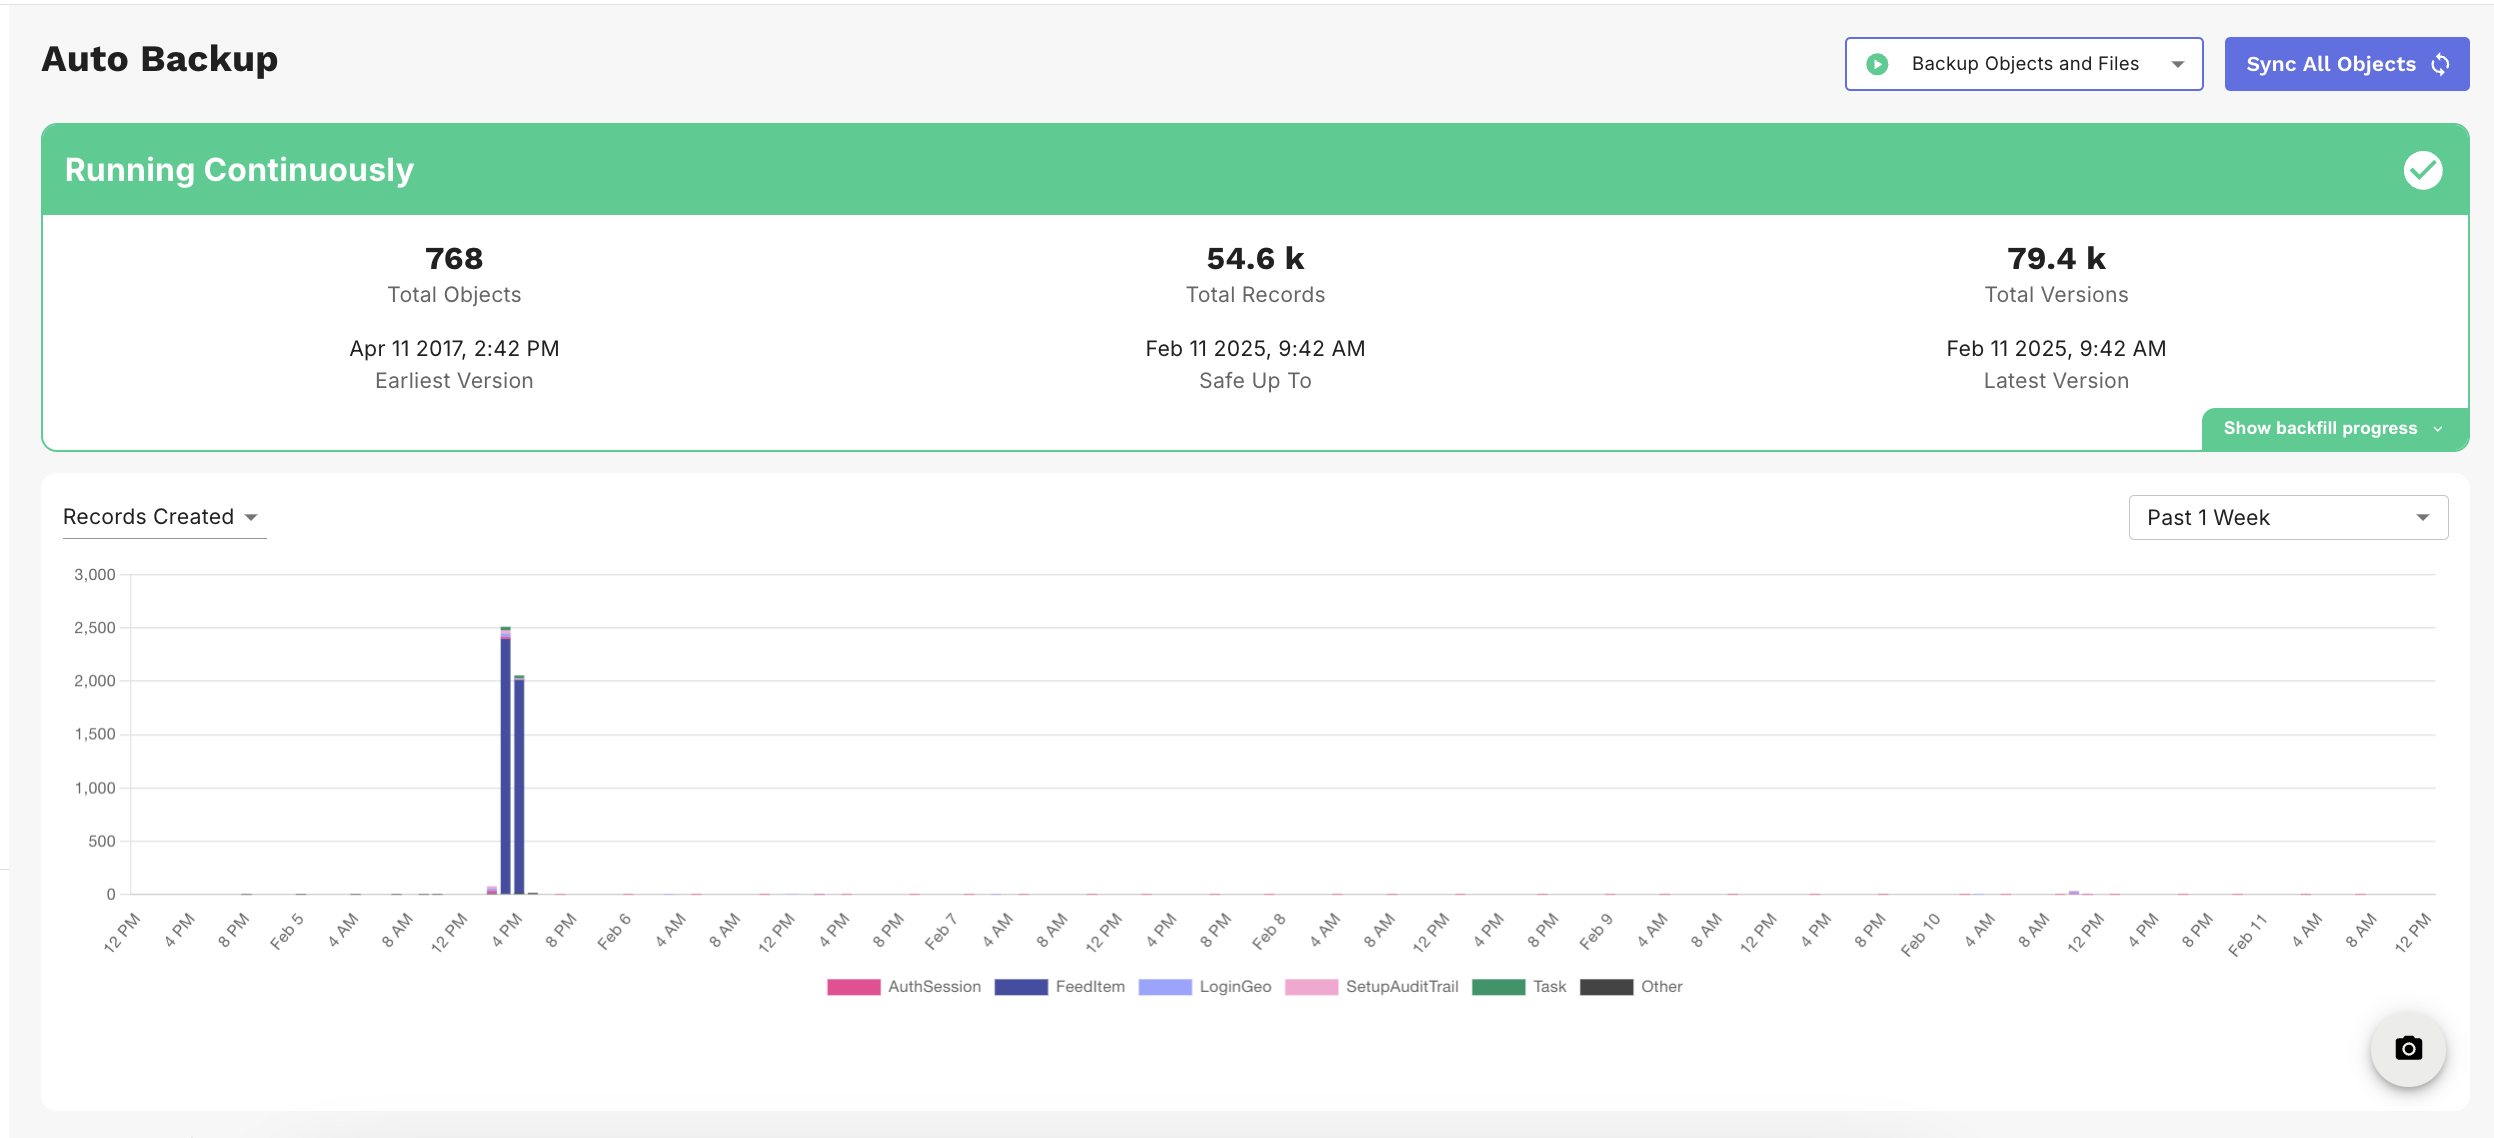 Auto Backup
Backup Objects and Files
Sync All Objects
Running Continuously
768
Total Objects
Apr 11 2017, 2:42 PM
Earliest Version
54.6 k
Total Records
Feb 11 2025, 9:42 AM
Safe Up To
79.4 k
Total Versions
Feb 11 2025, 9:42 AM
Latest Version
Show backfill progress
Records Created
Past 1 Week
3,000
2,500
2,000
1,500
1,000
500
0
12 PM
4 PM
8 PM
Feb 5
4 AM
8 AM
12 PM
4 PM
8 PM
Feb 6
4 AM
8 AM
12 PM
4 PM
8 PM
Feb 7
4 AM
8 AM
12 PM
4 PM
8 PM
Feb 8
4 AM
8 AM
12 PM
4 PM
8 PM
Feb 9
4 AM
8 AM
12 PM
4 PM
8 PM
Feb 10
4 AM
8 AM
12 PM
4 PM
8 PM
Feb 11
4 AM
8 AM
12 PM
AuthSession
FeedItem
LoginGeo
SetupAuditTrail
Task
Other